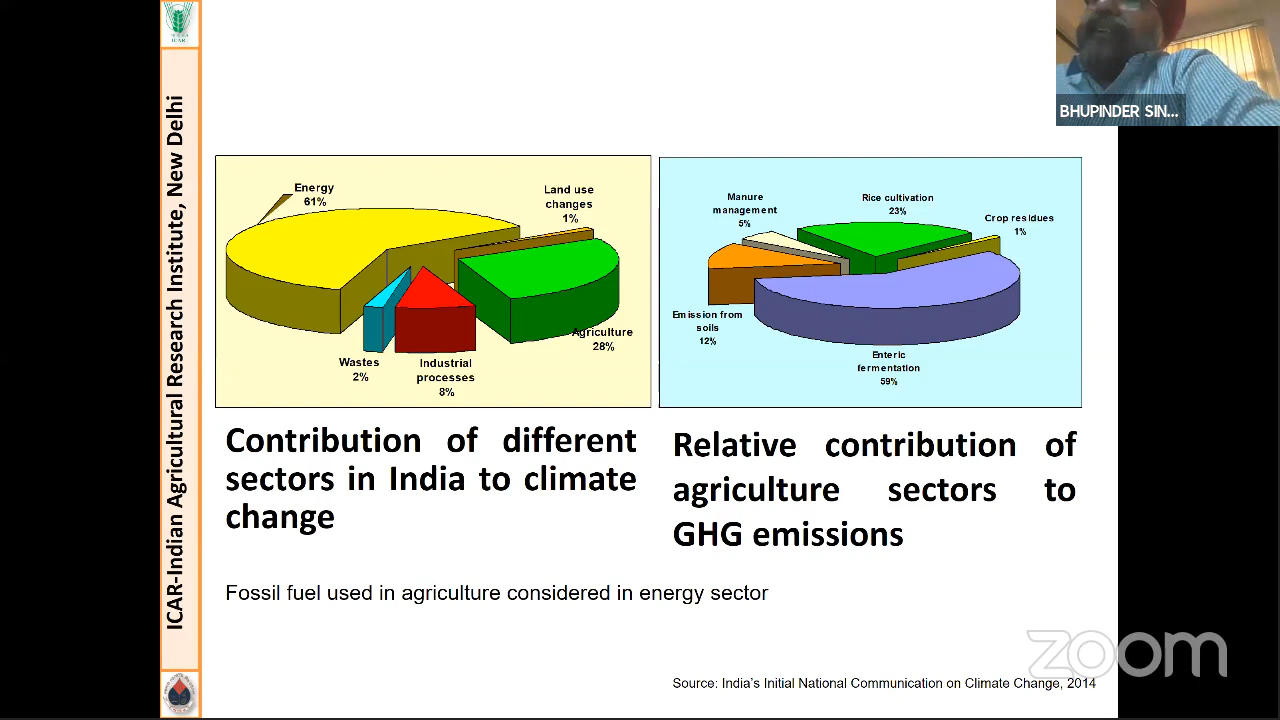 ICAR
ICAR-Indian Agricultural Research Institute, New Delhi
BHUPINDER SIN...
Energy
61%
Land use
changes
1%
Agriculture
28%
Wastes
2%
Industrial
processes
8%
Manure
management
5%
Rice cultivation
23%
Crop residues
1%
Emission from
soils
12%
Enteric
fermentation
59%
Contribution of different
sectors in India to climate
change
Relative contribution of
agriculture sectors to
GHG emissions
Fossil fuel used in agriculture considered in energy sector
zoom
Source: India's Initial National Communication on Climate Change, 2014